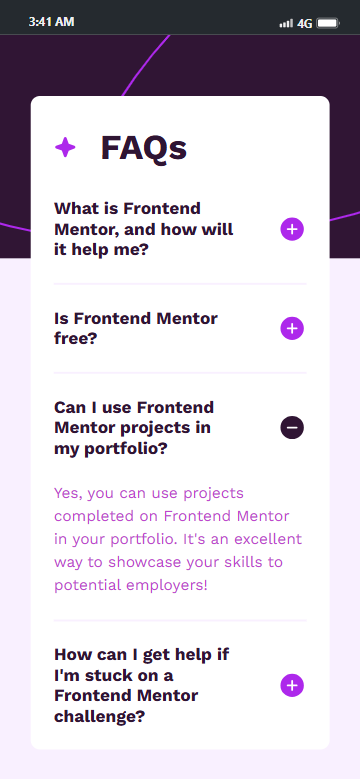 3:41 AM
4G
FAQs
What is Frontend
Mentor, and how will
it help me?
Is Frontend Mentor
free?
Can I use Frontend
Mentor projects in
my portfolio?
Yes, you can use projects
completed on Frontend Mentor
in your portfolio. It's an excellent
way to showcase your skills to
potential employers!
How can I get help if
I'm stuck on a
Frontend Mentor
challenge?